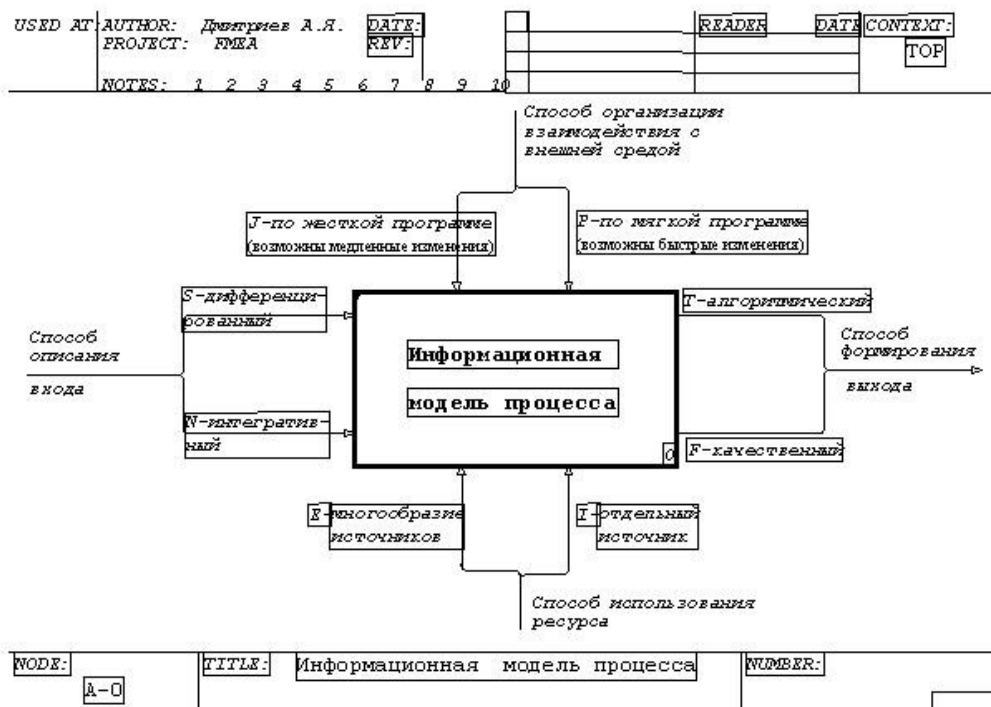 USED AT: AUTHOR: Дмитриев А.Я. DATE: READER DATE CONTEXT:
PROJECT: FMEA REV: TOP
NOTES: 1 2 3 4 5 6 7 8 9 10
Способ организации
взаимодействия с
внешней средой
J-по жесткой программе
(возможны медленные изменения)
P-по мягкой программе
(возможны быстрые изменения)
S-дифференци-
рованный
T-алгоритмический
Способ
описания
входа
Информационная
модель процесса
0
Способ
формирования
выхода
N-интегратив-
ный
F-качественный
E-многообразие
источников
I-отдельный
источник
Способ использования
ресурса
NODE: TITLE: Информационная модель процесса NUMBER:
A-0